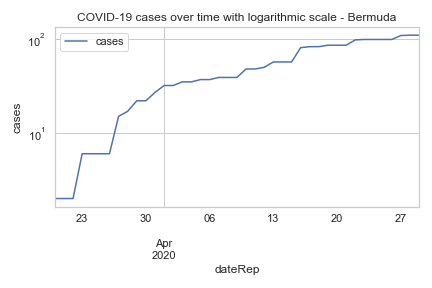 COVID-19 cases over time with logarithmic scale - Bermuda
cases
10²
10¹
cases
23
30
06
13
20
27
Apr
2020
dateRep